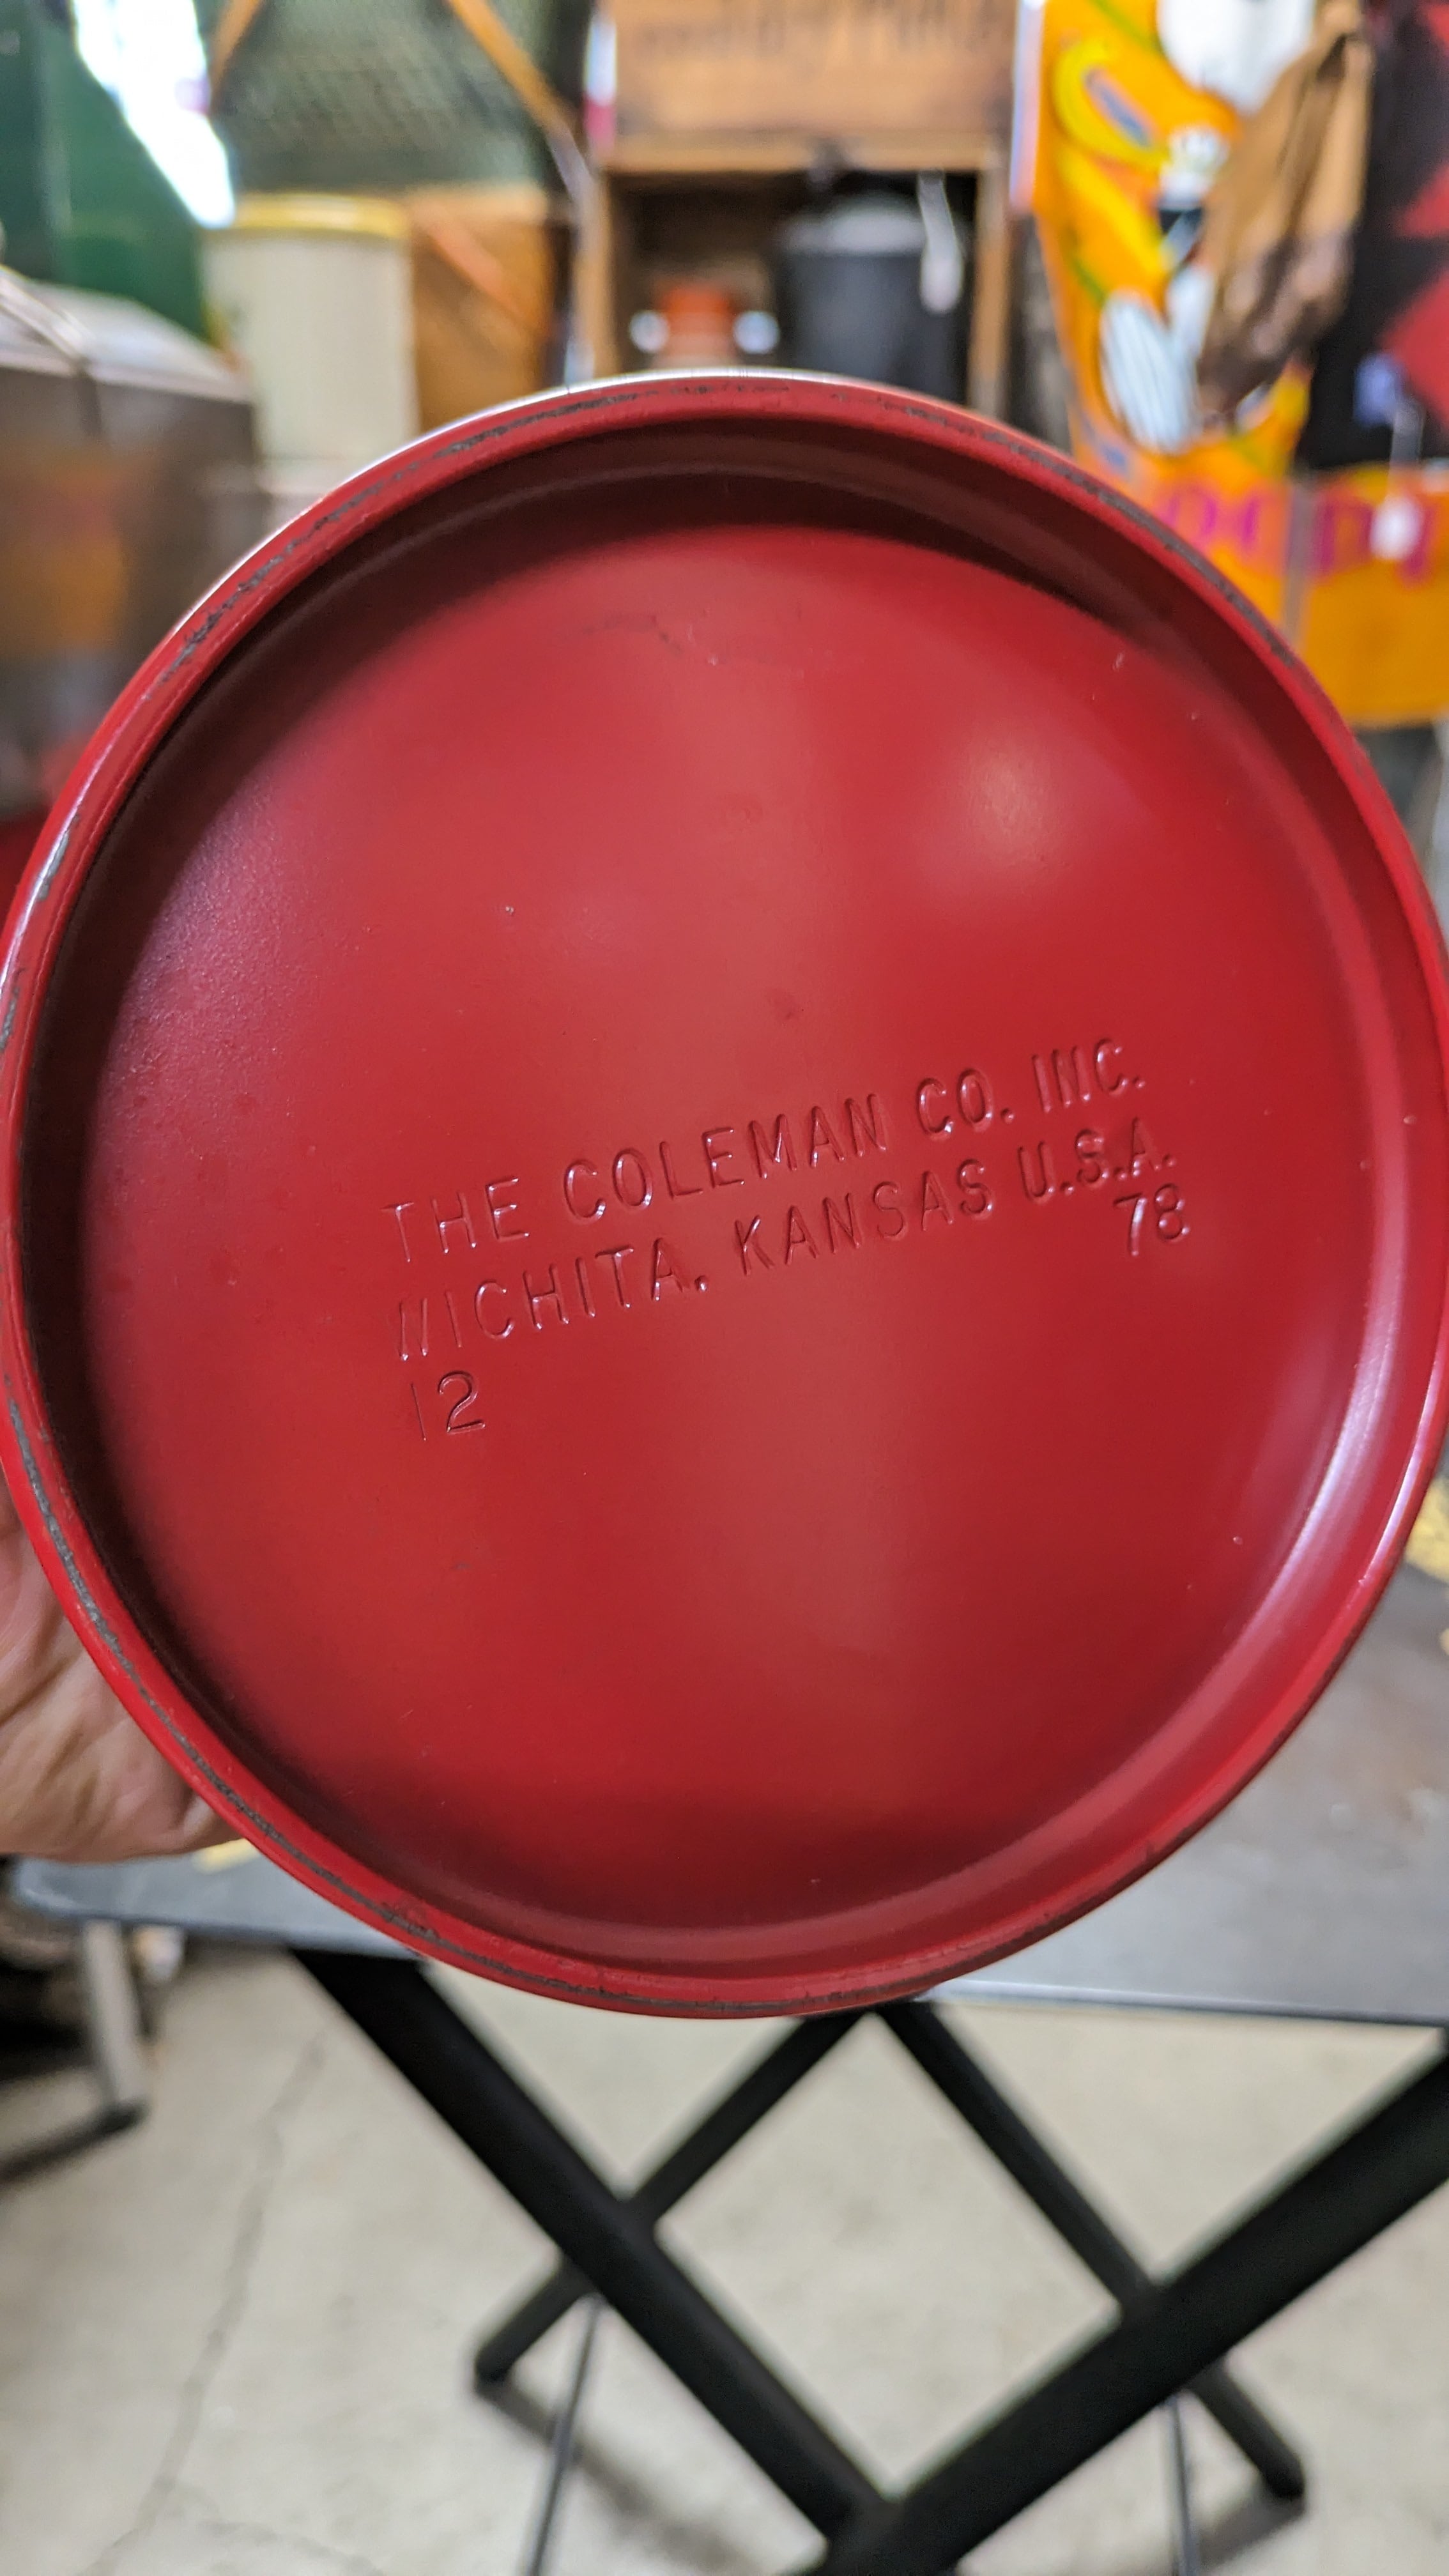 THE COLEMAN CO. INC.
WICHITA, KANSAS U.S.A.
78
12